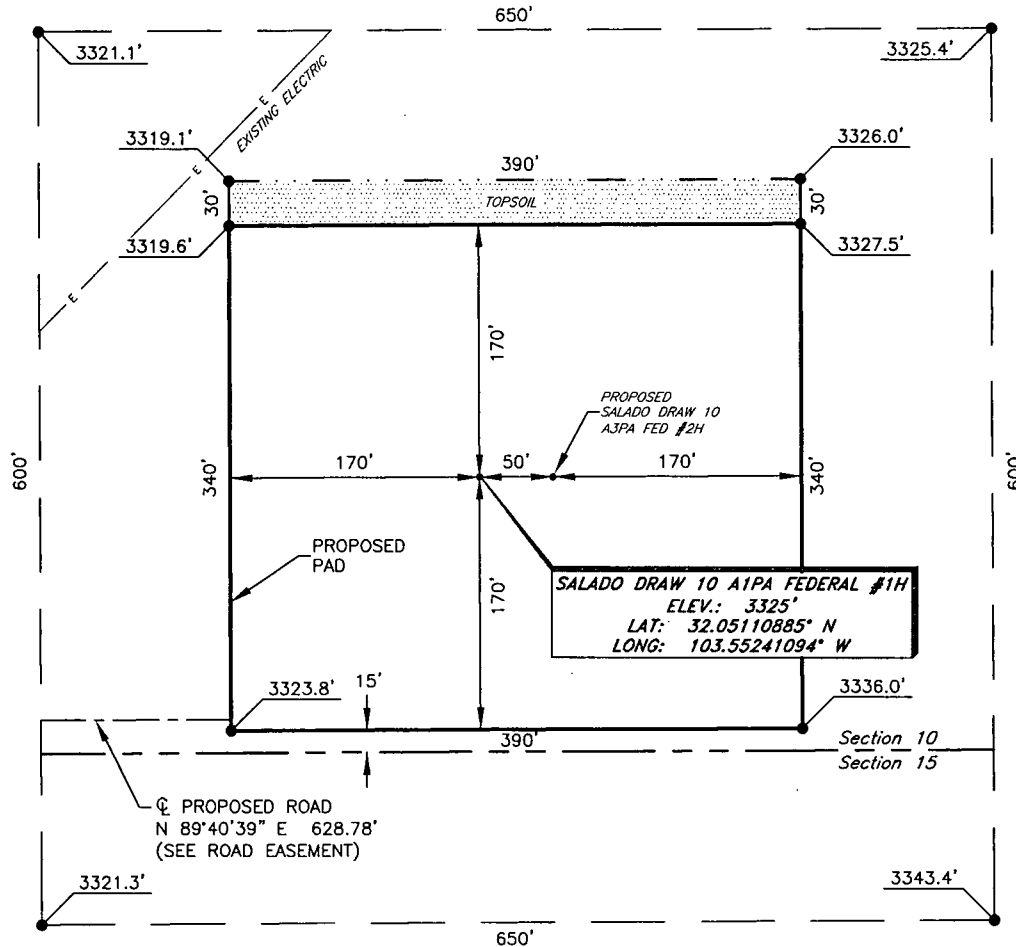 650'
3321.1'
3325.4'
E
EXISTING ELECTRIC
3319.1'
3326.0'
390'
E
30'
TOPSOIL
30'
3319.6'
3327.5'
E
170'
PROPOSED
SALADO DRAW 10
A3PA FED #2H
600'
340'
170'
50'
170'
340'
600'
PROPOSED
PAD
170'
SALADO DRAW 10 A1PA FEDERAL #1H
ELEV.: 3325'
LAT: 32.05110885° N
LONG: 103.55241094° W
3323.8'
15'
3336.0'
390'
Section 10
Section 15
℄ PROPOSED ROAD
N 89°40'39" E 628.78'
(SEE ROAD EASEMENT)
3321.3'
3343.4'
650'